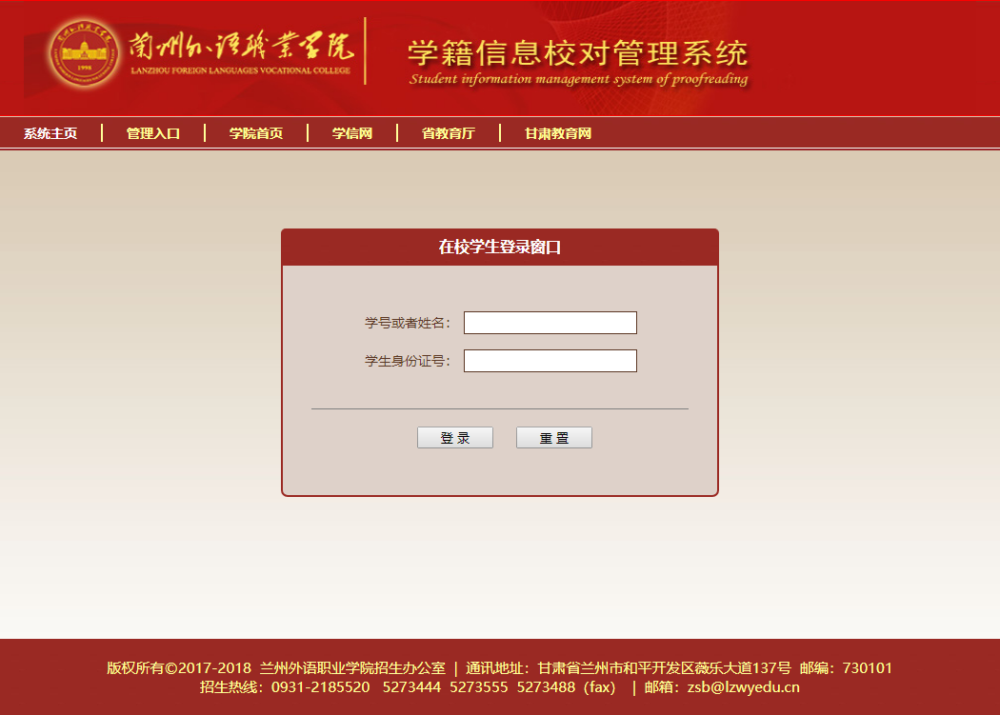 兰州外语职业学院
LANZHOU FOREIGN LANGUAGES VOCATIONAL COLLEGE
1998
学籍信息校对管理系统
Student information management system of proofreading
系统主页 管理入口 学院首页 学信网 省教育厅 甘肃教育网
在校学生登录窗口
学号或者姓名：
学生身份证号：
登 录 重 置
版权所有©2017-2018 兰州外语职业学院招生办公室 | 通讯地址：甘肃省兰州市和平开发区薇乐大道137号 邮编：730101
招生热线：0931-2185520 5273444 5273555 5273488（fax） | 邮箱：zsb@lzwyedu.cn